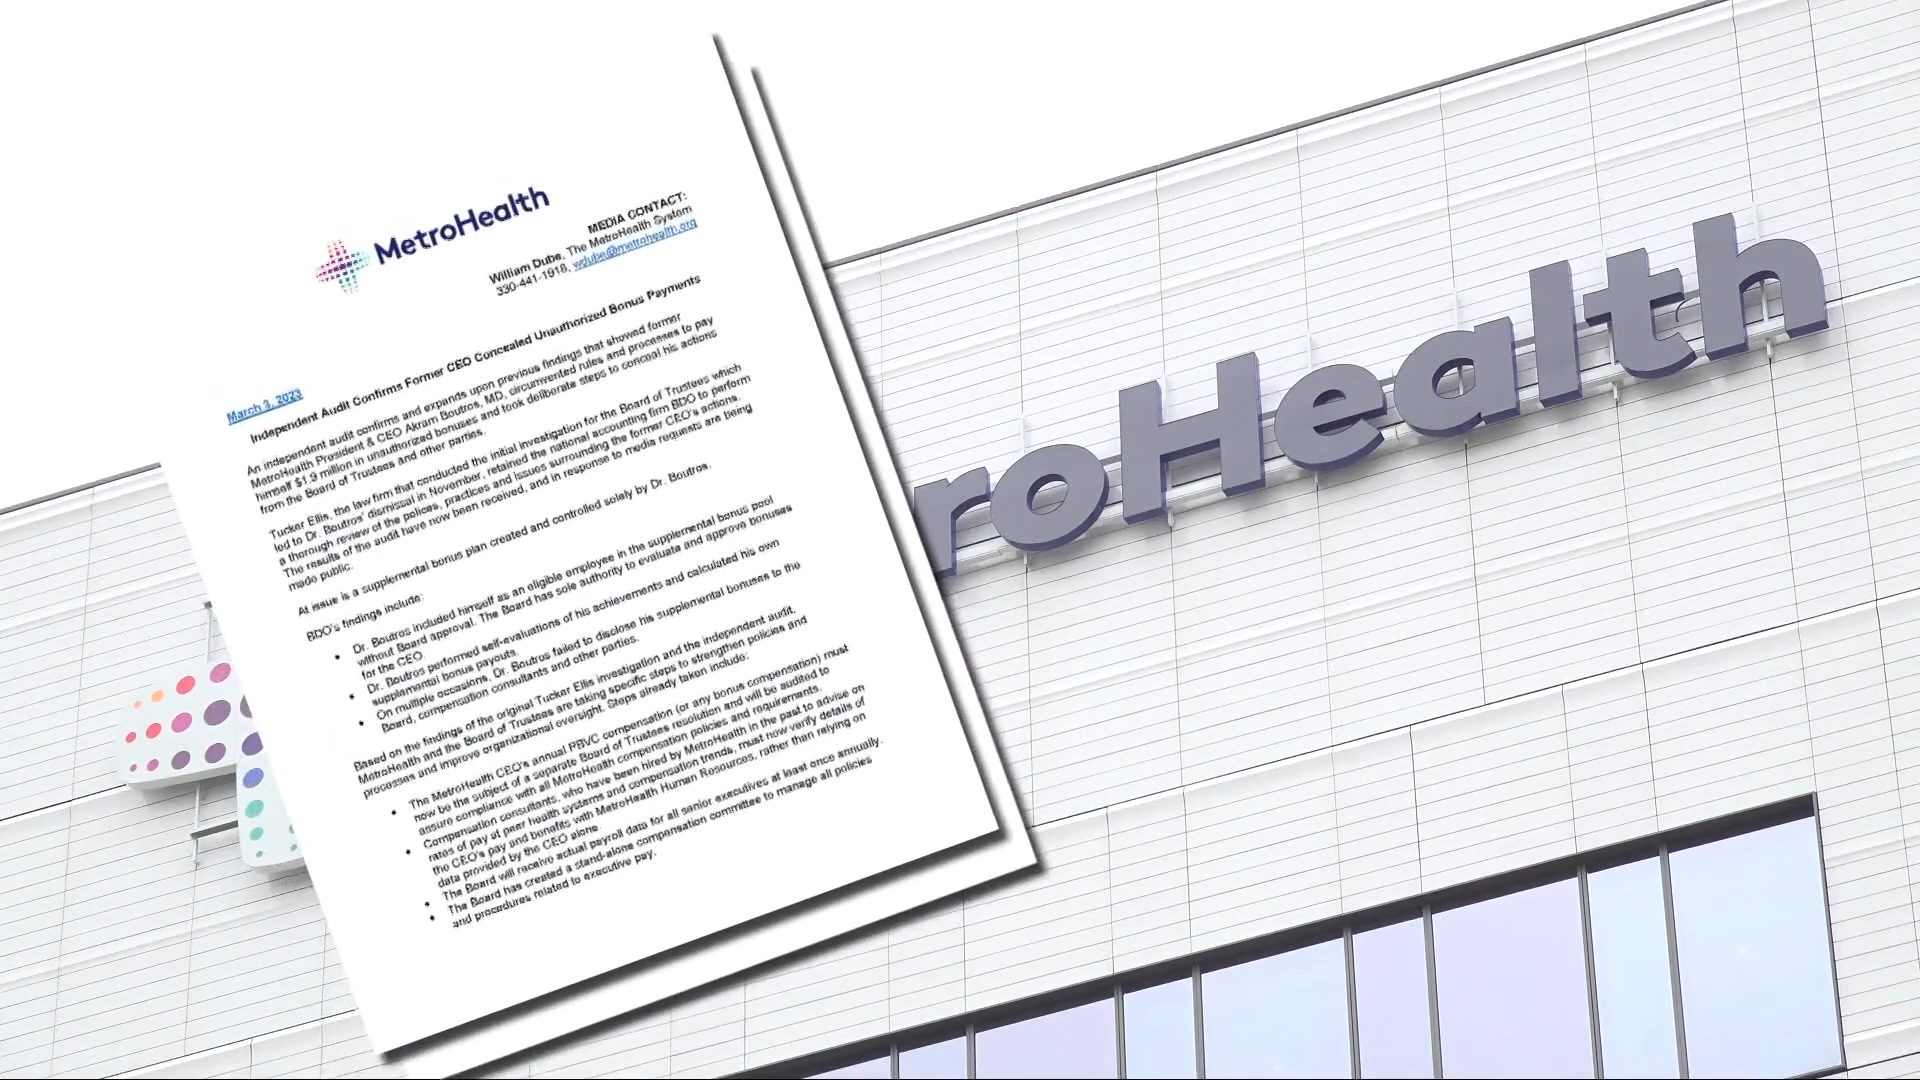 MetroHealth
MEDIA CONTACT:
William Dube, The MetroHealth System
330-441-1918, wdube@metrohealth.org
March 3, 2023
Independent Audit Confirms Former CEO Concealed Unauthorized Bonus Payments
An independent audit confirms and expands upon previous findings that showed former
MetroHealth President & CEO Akram Boutros, MD, circumvented rules and processes to pay
himself $1.9 million in unauthorized bonuses and took deliberate steps to conceal his actions
from the Board of Trustees and other parties.
Tucker Ellis, the law firm that conducted the initial investigation for the Board of Trustees which
led to Dr. Boutros' dismissal in November, retained the national accounting firm BDO to perform
a thorough review of the polices, practices and issues surrounding the former CEO's actions.
The results of the audit have now been received, and in response to media requests are being
made public.
At issue is a supplemental bonus plan created and controlled solely by Dr. Boutros.
BDO's findings include:
• Dr. Boutros included himself as an eligible employee in the supplemental bonus pool
without Board approval. The Board has sole authority to evaluate and approve bonuses
for the CEO.
• Dr. Boutros performed self-evaluations of his achievements and calculated his own
supplemental bonus payouts.
• On multiple occasions, Dr. Boutros failed to disclose his supplemental bonuses to the
Board, compensation consultants and other parties.
Based on the findings of the original Tucker Ellis investigation and the independent audit,
MetroHealth and the Board of Trustees are taking specific steps to strengthen policies and
processes and improve organizational oversight. Steps already taken include:
• The MetroHealth CEO's annual PBVC compensation (or any bonus compensation) must
now be the subject of a separate Board of Trustees resolution and will be audited to
assure compliance with all MetroHealth compensation policies and requirements.
• Compensation consultants, who have been hired by MetroHealth in the past to advise on
rates of pay at peer health systems and compensation trends, must now verify details of
the CEO's pay and benefits with MetroHealth Human Resources, rather than relying on
data provided by the CEO alone.
• The Board will receive actual payroll data for all senior executives at least once annually.
• The Board has created a stand-alone compensation committee to manage all policies
and procedures related to executive pay.
roHealth